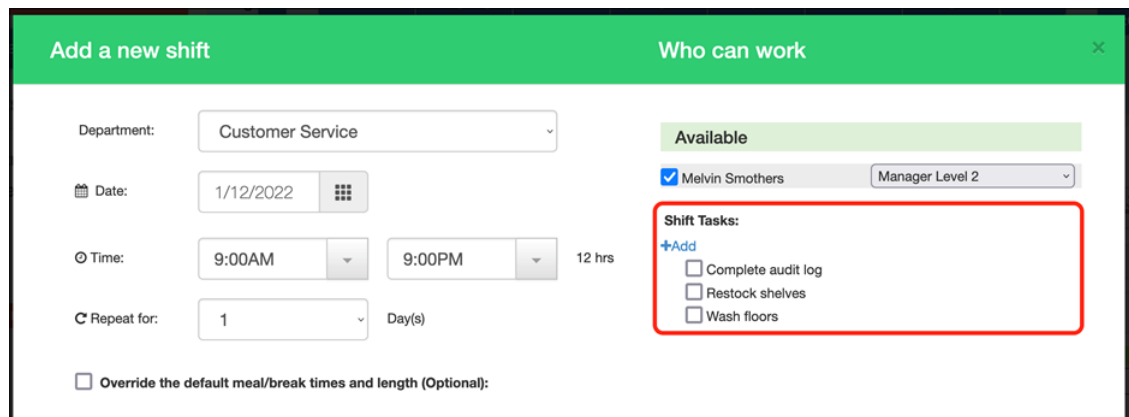 Add a new shift
Who can work
×
Department:
Customer Service
Date:
1/12/2022
Time:
9:00AM
9:00PM
12 hrs
Repeat for:
1
Day(s)
Override the default meal/break times and length (Optional):
Available
Melvin Smothers
Manager Level 2
Shift Tasks:
+Add
Complete audit log
Restock shelves
Wash floors